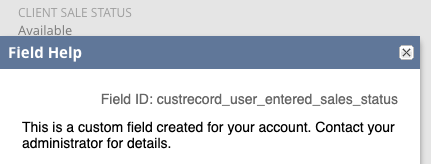 CLIENT SALE STATUS
Available
Field Help
Field ID: custrecord_user_entered_sales_status
This is a custom field created for your account. Contact your
administrator for details.